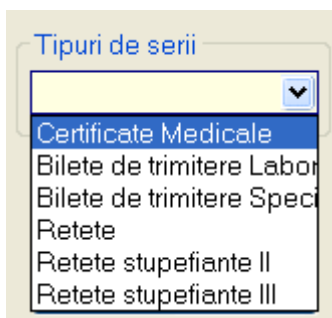 Tipuri de serii
Certificate Medicale
Bilete de trimitere Labor
Bilete de trimitere Speci
Retete
Retete stupefiante II
Retete stupefiante III